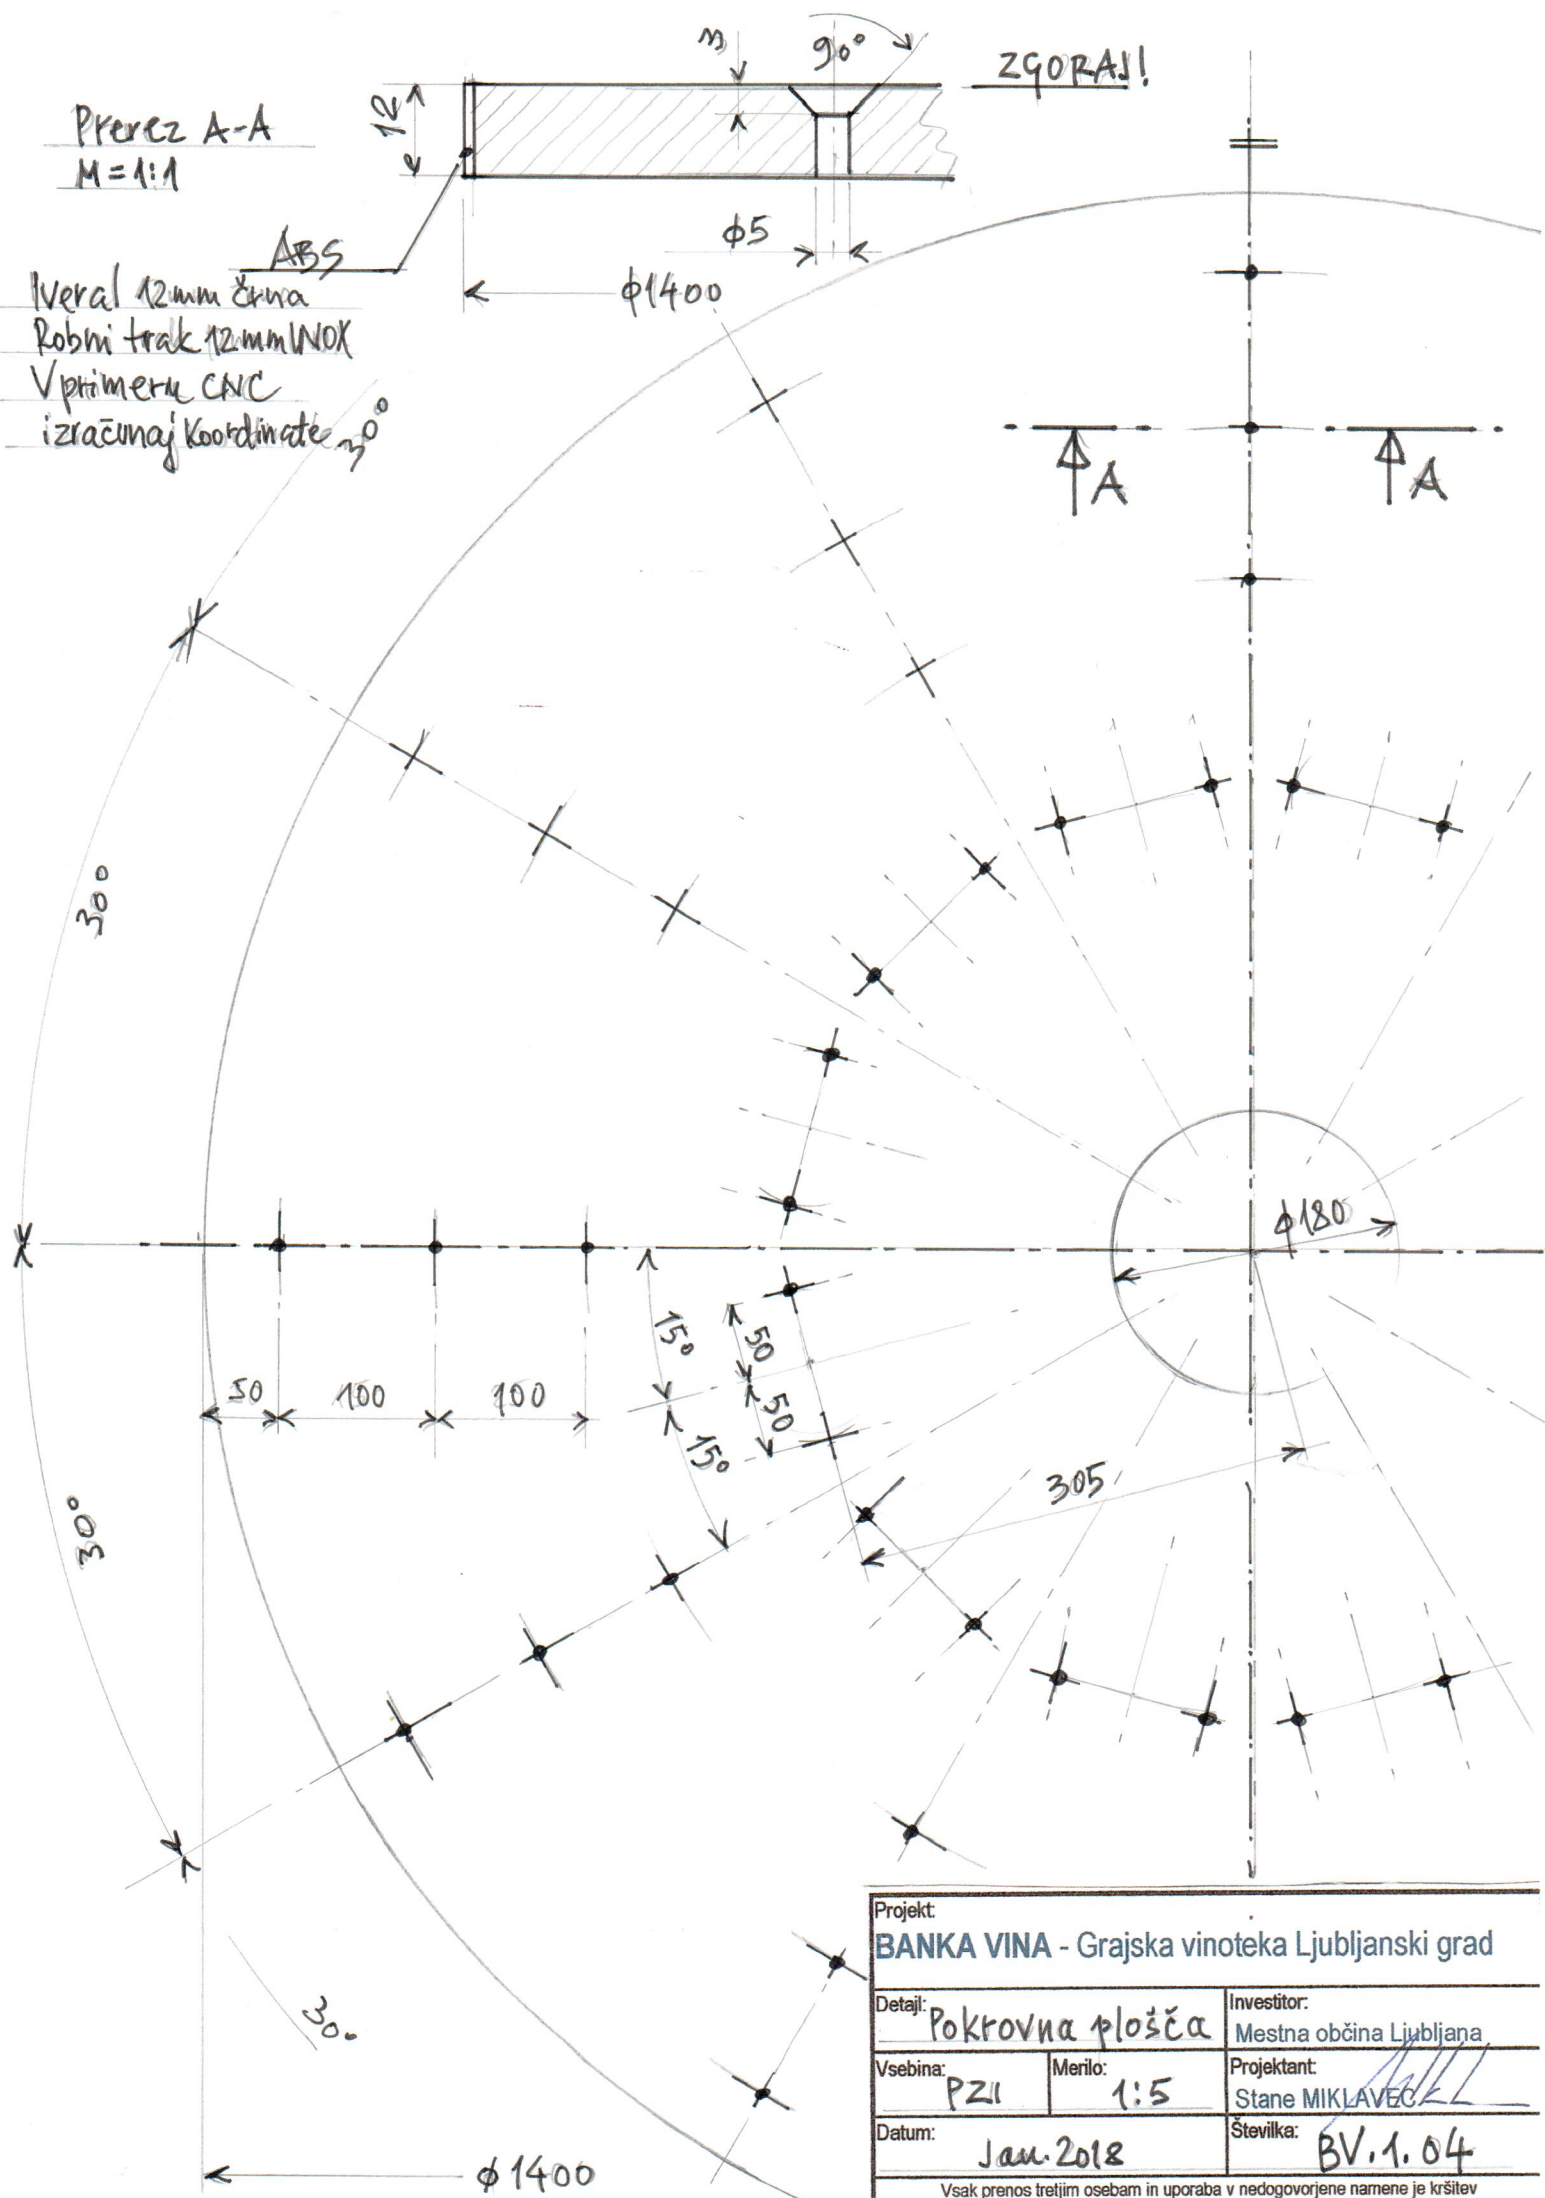 Prerez A-A
M=1:1
12
3
90°
ZGORAJ!
ABS
φ5
φ1400
Iveral 12mm črna
Robni trak 12mm INOX
V primeru CNC
izračunaj koordinate
30°
A
A
30°
φ180
15°
50
50
15°
50
100
100
305
30°
30°
φ1400
Projekt:
BANKA VINA - Grajska vinoteka Ljubljanski grad
Detajl: Pokrovna plošča
Investitor:
Mestna občina Ljubljana
Vsebina: PZI
Merilo: 1:5
Projektant:
Stane MIKLAVEC
Datum: Jan. 2018
Številka: BV.1.04
Vsak prenos tretjim osebam in uporaba v nedogovorjene namene je kršitev